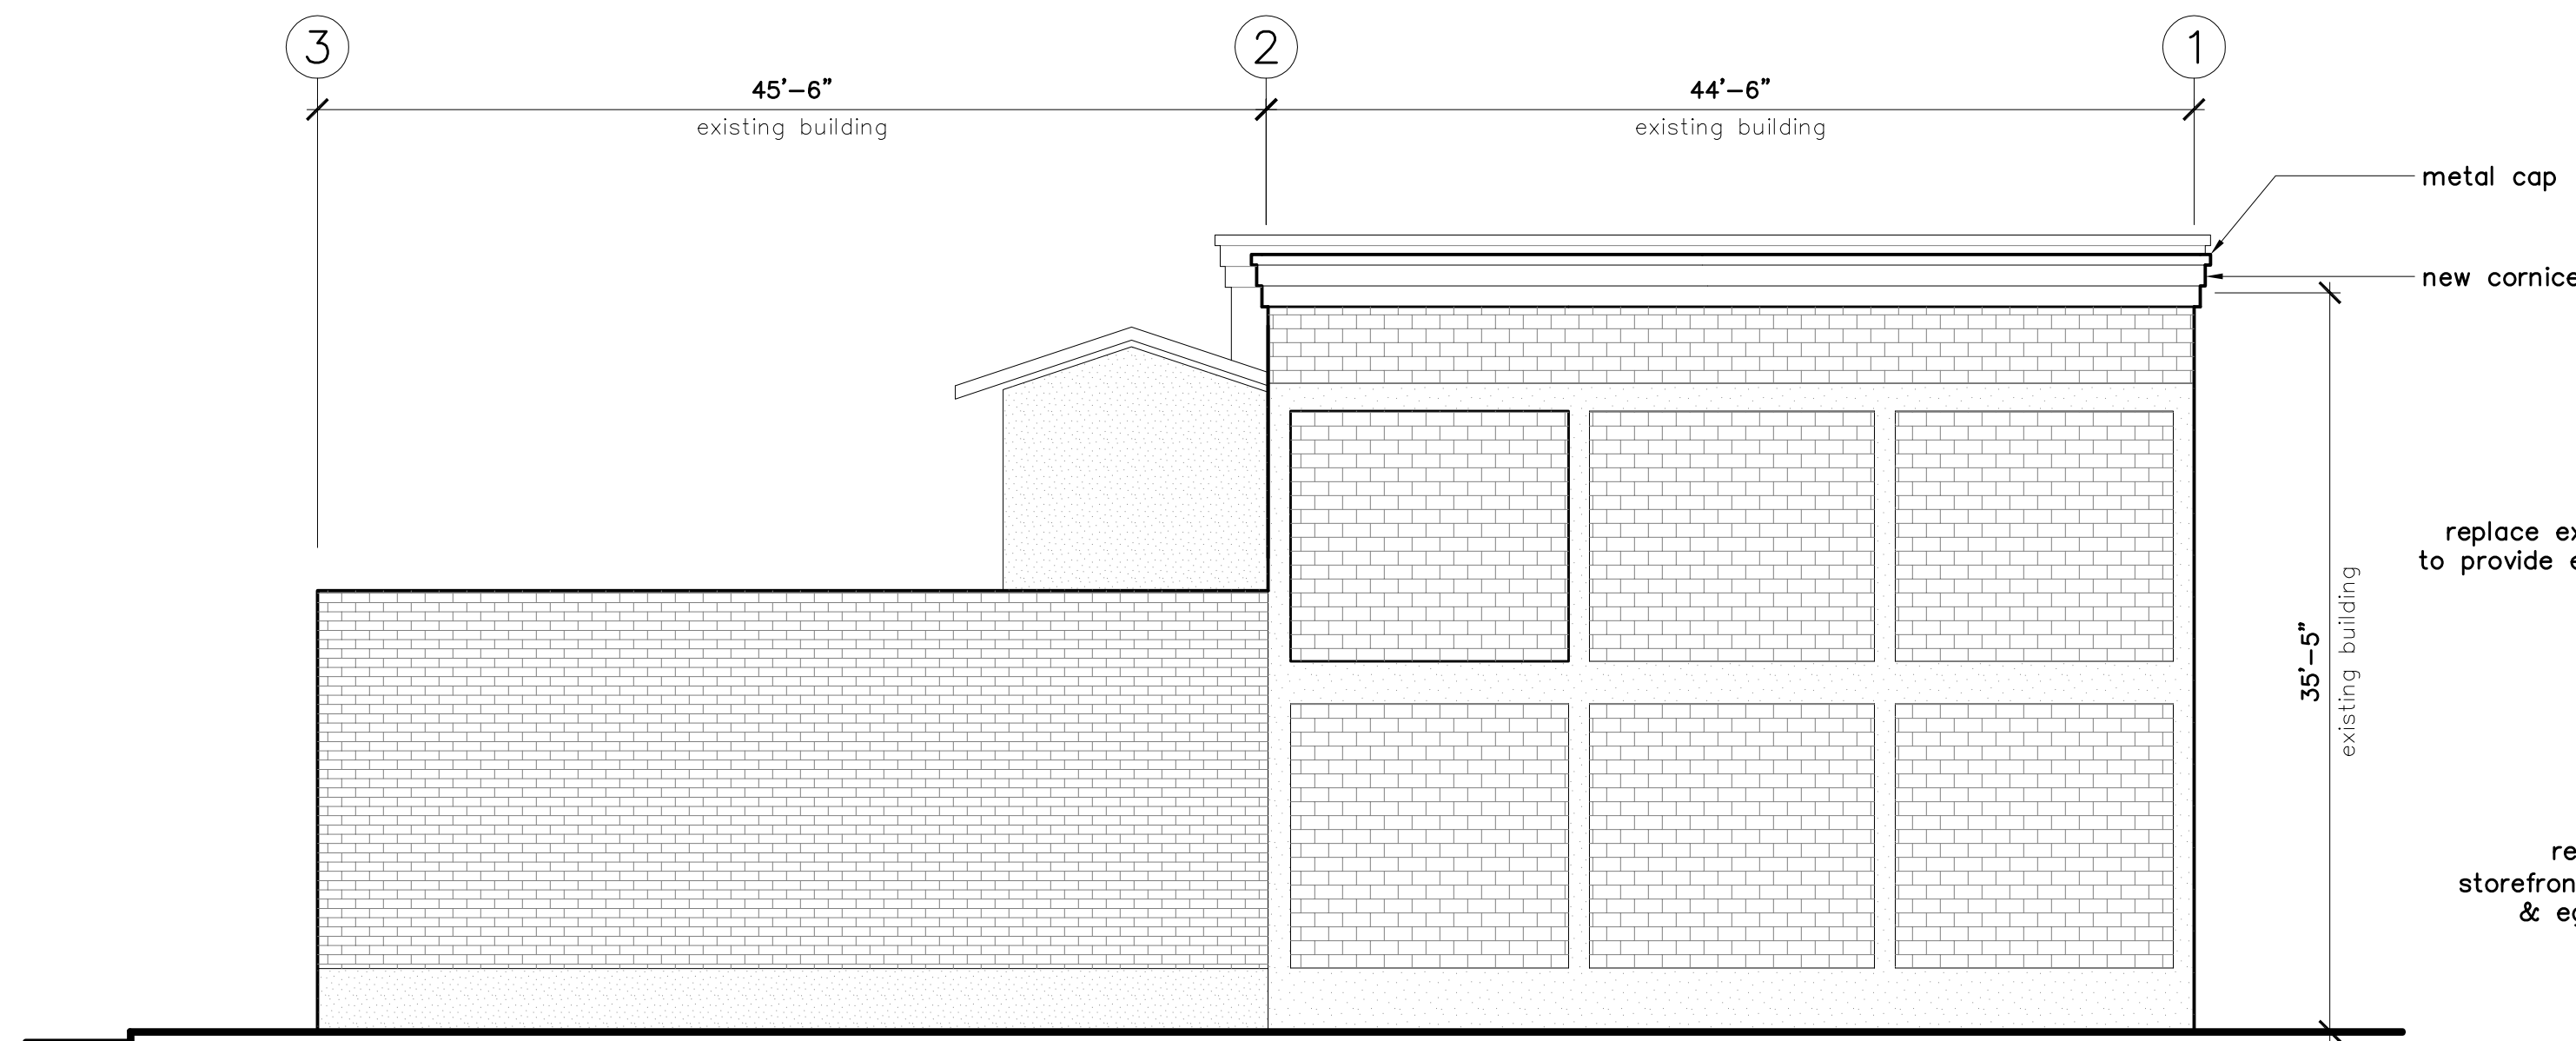 3
2
1
45'-6"
existing building
44'-6"
existing building
metal cap
new cornice
replace
to provide
35'-5"
existing building
&